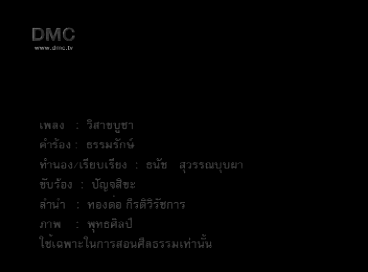 DMC
www.dmc.tv
เพลง : วิสาขบูชา
คำร้อง : ธรรมรักษ์
ทำนอง/เรียบเรียง : ธนัช สุวรรณบุบผา
ขับร้อง : ปัญจสิขะ
ลำนำ : ทองต่อ กีรติวิรัชการ
ภาพ : พุทธศิลป์
ใช้เฉพาะในการสอนศีลธรรมเท่านั้น